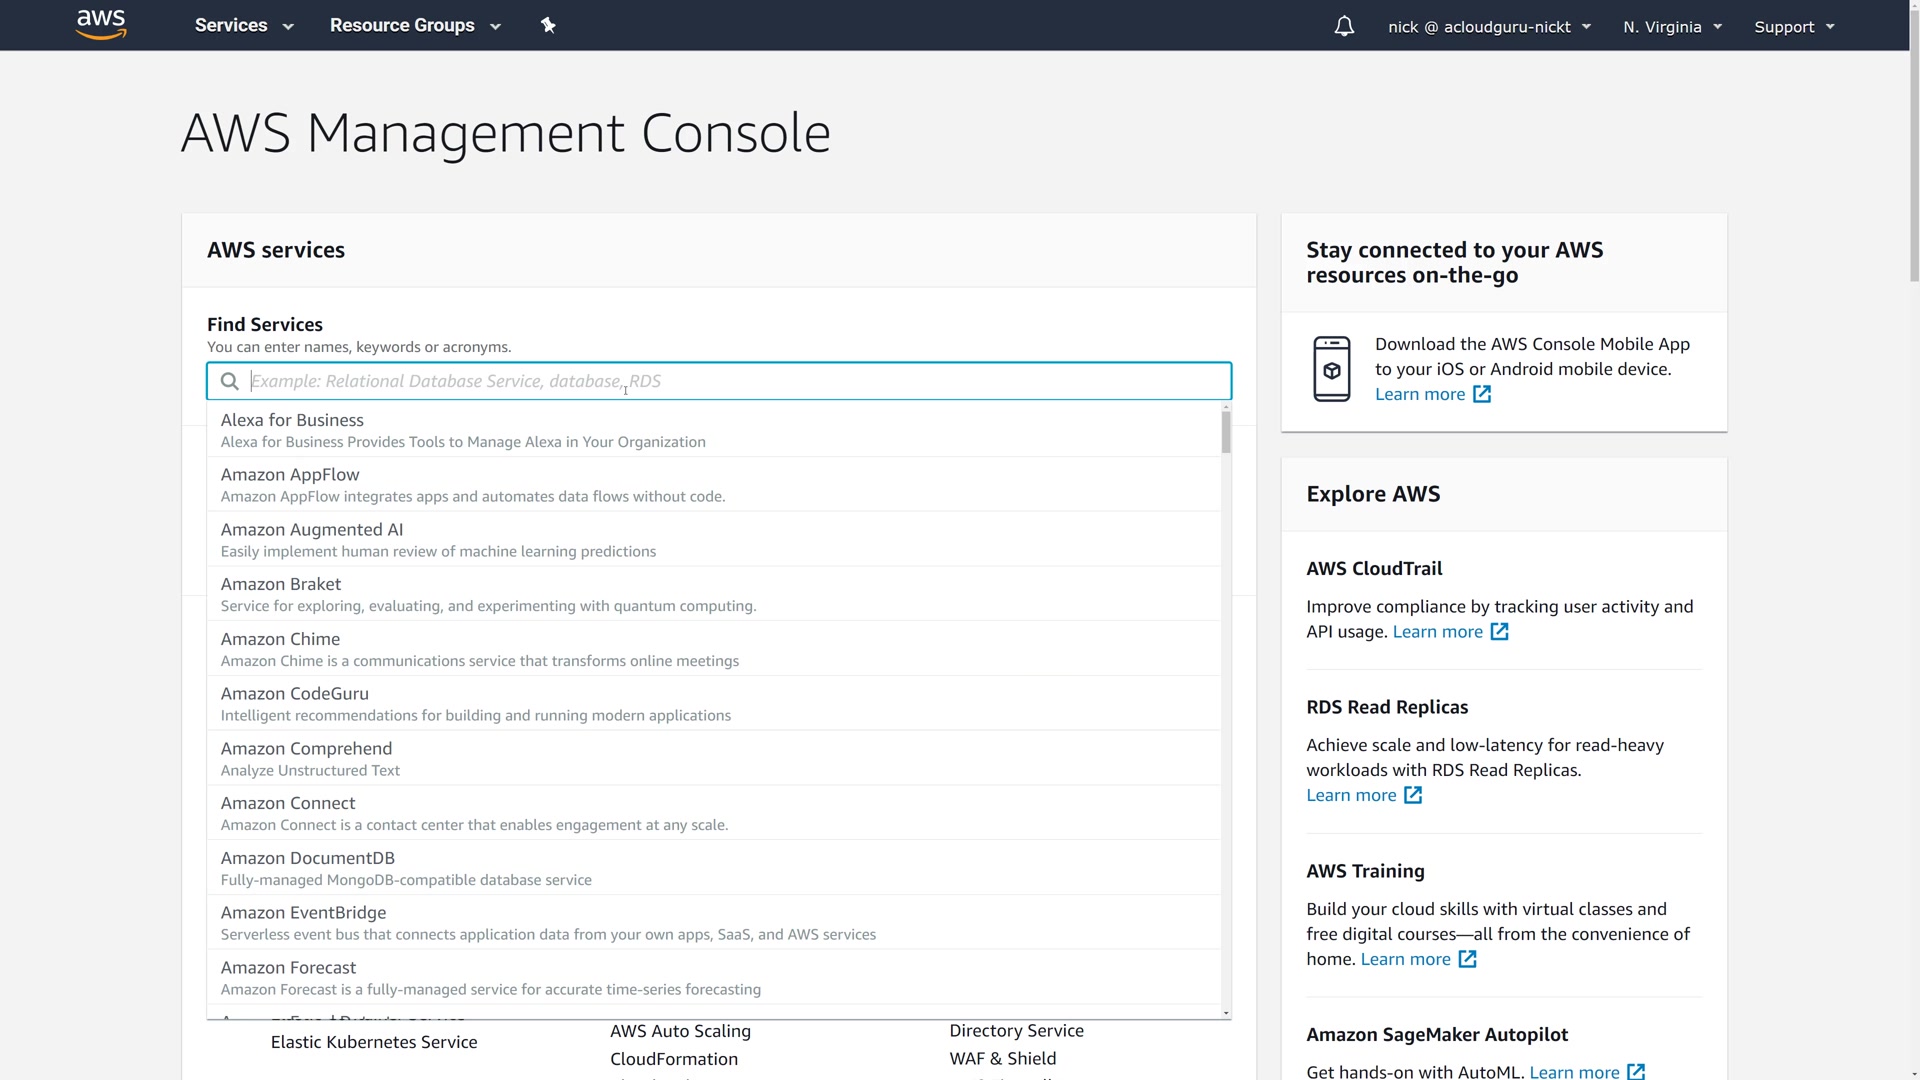 aws
Services
Resource Groups
nick @ acloudguru-nickt
N. Virginia
Support
AWS Management Console
AWS services
Find Services
You can enter names, keywords or acronyms.
Example: Relational Database Service, database, RDS
Alexa for Business
Alexa for Business Provides Tools to Manage Alexa in Your Organization
Amazon AppFlow
Amazon AppFlow integrates apps and automates data flows without code.
Amazon Augmented AI
Easily implement human review of machine learning predictions
Amazon Braket
Service for exploring, evaluating, and experimenting with quantum computing.
Amazon Chime
Amazon Chime is a communications service that transforms online meetings
Amazon CodeGuru
Intelligent recommendations for building and running modern applications
Amazon Comprehend
Analyze Unstructured Text
Amazon Connect
Amazon Connect is a contact center that enables engagement at any scale.
Amazon DocumentDB
Fully-managed MongoDB-compatible database service
Amazon EventBridge
Serverless event bus that connects application data from your own apps, SaaS, and AWS services
Amazon Forecast
Amazon Forecast is a fully-managed service for accurate time-series forecasting
Elastic Kubernetes Service
AWS Auto Scaling
CloudFormation
Directory Service
WAF & Shield
Stay connected to your AWS
resources on-the-go
Download the AWS Console Mobile App
to your iOS or Android mobile device.
Learn more
Explore AWS
AWS CloudTrail
Improve compliance by tracking user activity and
API usage. Learn more
RDS Read Replicas
Achieve scale and low-latency for read-heavy
workloads with RDS Read Replicas.
Learn more
AWS Training
Build your cloud skills with virtual classes and
free digital courses—all from the convenience of
home. Learn more
Amazon SageMaker Autopilot
Get hands-on with AutoML. Learn more